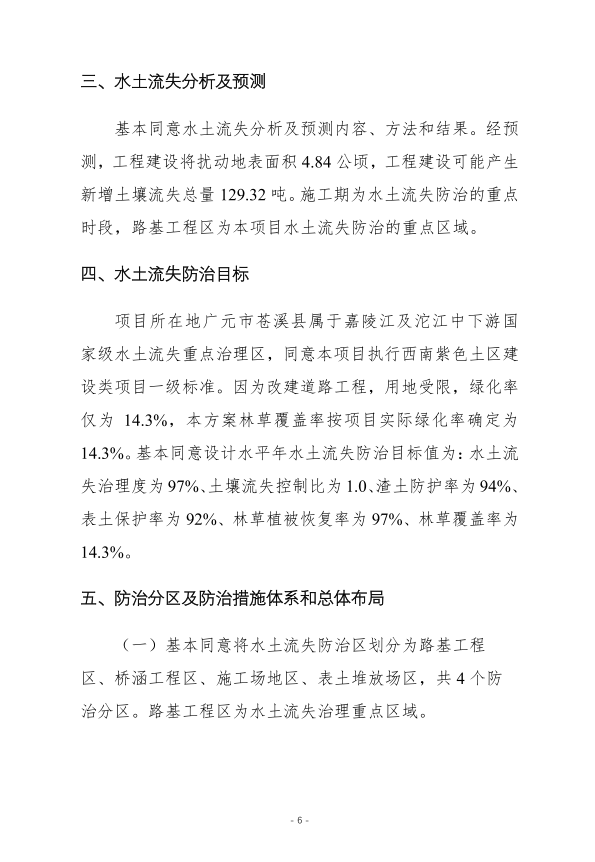 三、水土流失分析及预测
基本同意水土流失分析及预测内容、方法和结果。经预
测，工程建设将扰动地表面积 4.84 公顷，工程建设可能产生
新增土壤流失总量 129.32 吨。施工期为水土流失防治的重点
时段，路基工程区为本项目水土流失防治的重点区域。
四、水土流失防治目标
项目所在地广元市苍溪县属于嘉陵江及沱江中下游国
家级水土流失重点治理区，同意本项目执行西南紫色土区建
设类项目一级标准。因为改建道路工程，用地受限，绿化率
仅为 14.3%，本方案林草覆盖率按项目实际绿化率确定为
14.3%。基本同意设计水平年水土流失防治目标值为：水土流
失治理度为 97%、土壤流失控制比为 1.0、渣土防护率为 94%、
表土保护率为 92%、林草植被恢复率为 97%、林草覆盖率为
14.3%。
五、防治分区及防治措施体系和总体布局
（一）基本同意将水土流失防治区划分为路基工程
区、桥涵工程区、施工场地区、表土堆放场区，共 4 个防
治分区。路基工程区为水土流失治理重点区域。
- 6 -